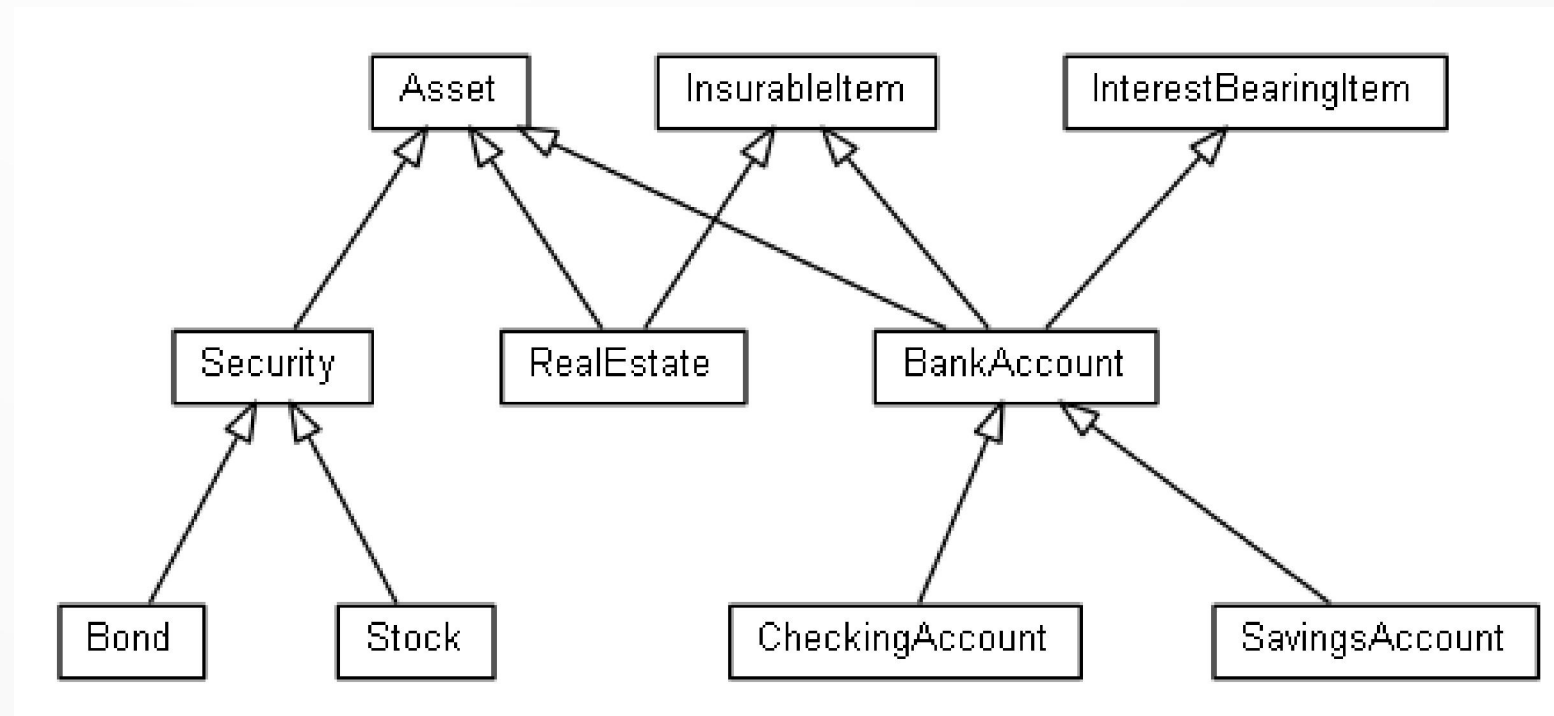 Asset
InsurableItem
InterestBearingItem
Security
RealEstate
BankAccount
Bond
Stock
CheckingAccount
SavingsAccount